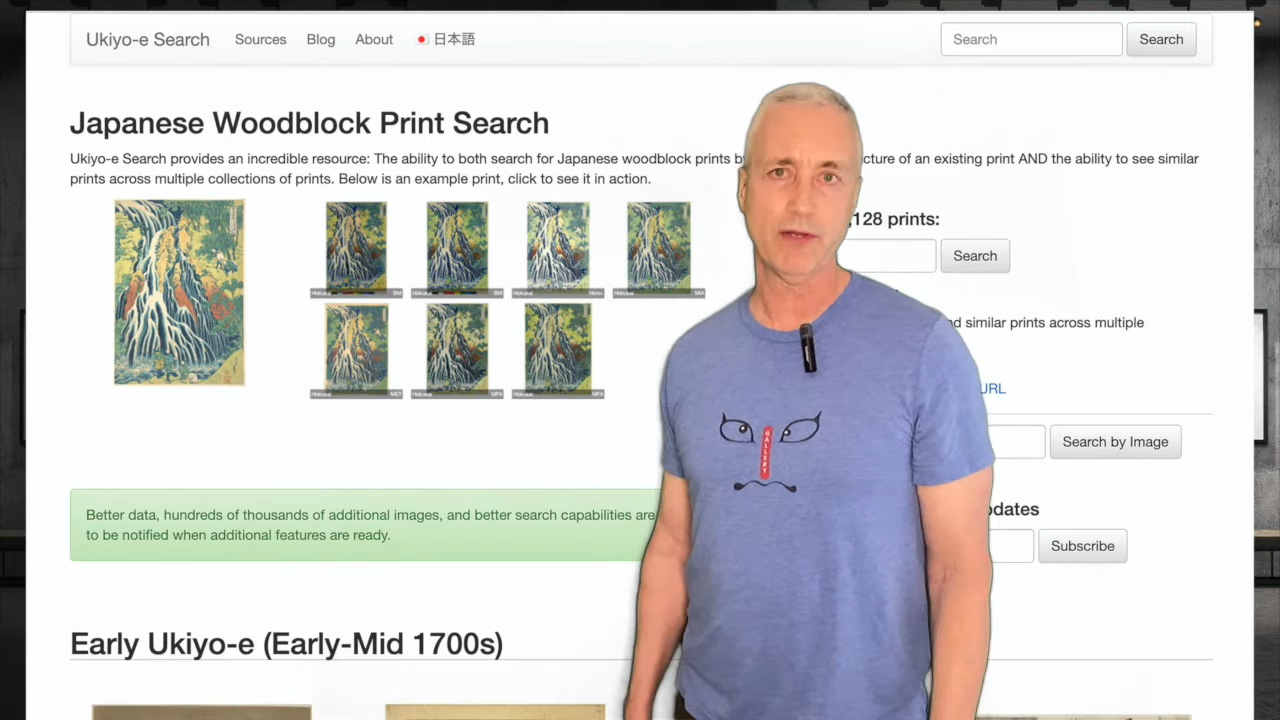 Ukiyo-e Search Sources Blog About 日本語 Search Search
Japanese Woodblock Print Search
Ukiyo-e Search provides an incredible resource: The ability to both search for Japanese woodblock prints b cture of an existing print AND the ability to see similar
prints across multiple collections of prints. Below is an example print, click to see it in action.
,128 prints:
Search
d similar prints across multiple
URL
Search by Image
GALLERY
dates
Subscribe
Better data, hundreds of thousands of additional images, and better search capabilities are
to be notified when additional features are ready.
Early Ukiyo-e (Early-Mid 1700s)